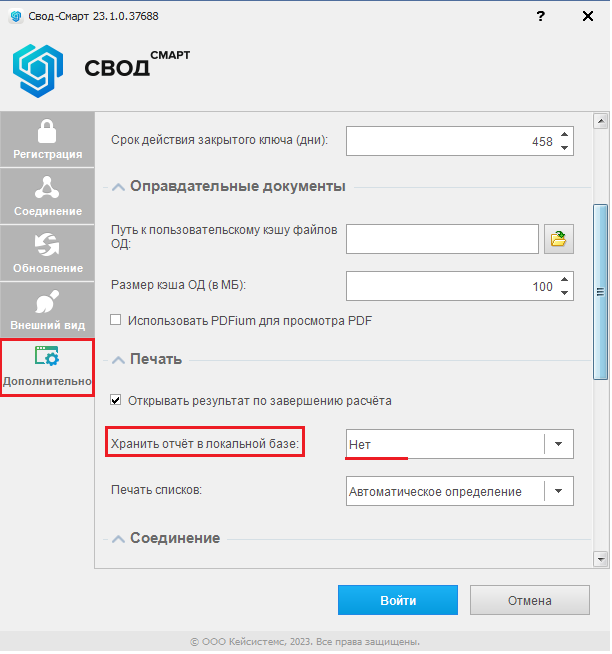 Свод-Смарт 23.1.0.37688
?
СВОД СМАРТ
Регистрация
Соединение
Обновление
Внешний вид
Дополнительно
Срок действия закрытого ключа (дни):
458
Оправдательные документы
Путь к пользовательскому кэшу файлов
ОД:
Размер кэша ОД (в МБ):
100
Использовать PDFium для просмотра PDF
Печать
Открывать результат по завершению расчёта
Хранить отчёт в локальной базе:
Нет
Печать списков:
Автоматическое определение
Соединение
Войти
Отмена
© ООО Кейсистемс, 2023. Все права защищены.